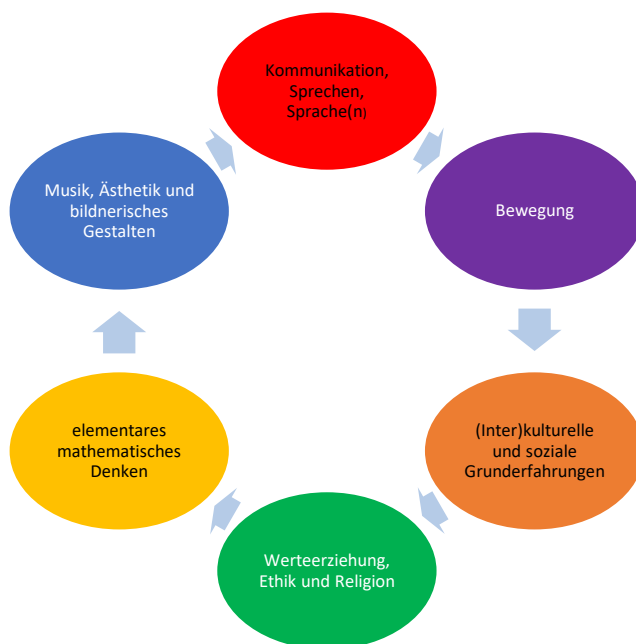 Kommunikation,
Sprechen,
Sprache(n)
Bewegung
(Inter)kulturelle
und soziale
Grunderfahrungen
Werteerziehung,
Ethik und Religion
elementares
mathematisches
Denken
Musik, Ästhetik und
bildnerisches
Gestalten